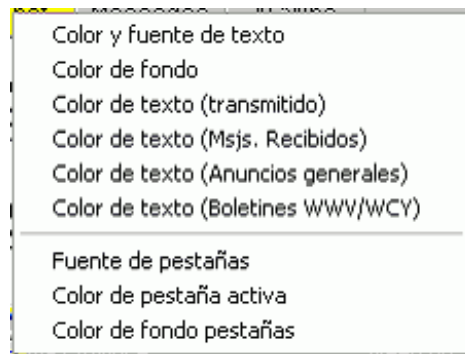 Color y fuente de texto
Color de fondo
Color de texto (transmitido)
Color de texto (Msjs. Recibidos)
Color de texto (Anuncios generales)
Color de texto (Boletines WWV/WCY)
Fuente de pestañas
Color de pestaña activa
Color de fondo pestañas